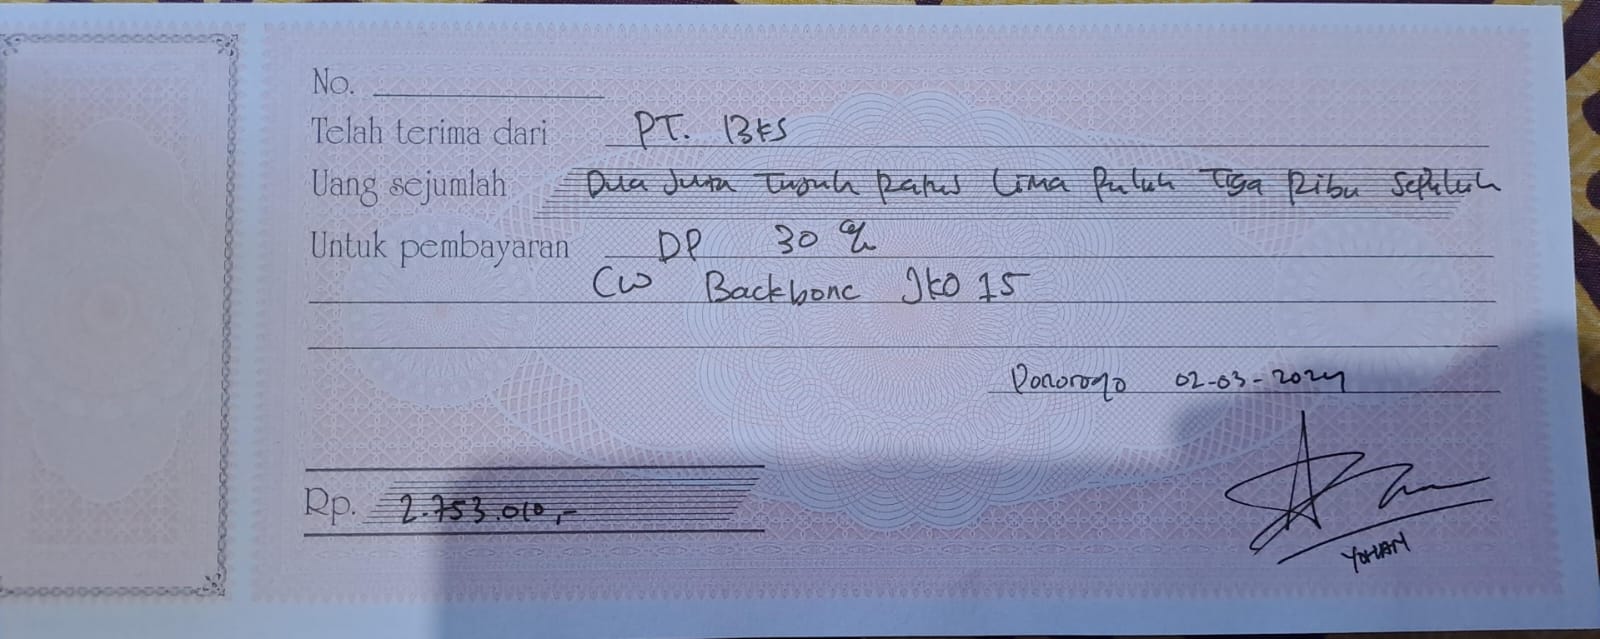 No.
Telah terima dari PT. BKS
Uang sejumlah Dua Juta Tujuh Ratus Lima Puluh Tiga Ribu Sepuluh
Untuk pembayaran DP 30 %
CW Backbone JKO 15
Ponorogo 02-03-2024
Rp. 2.753.010,-
YOHAN